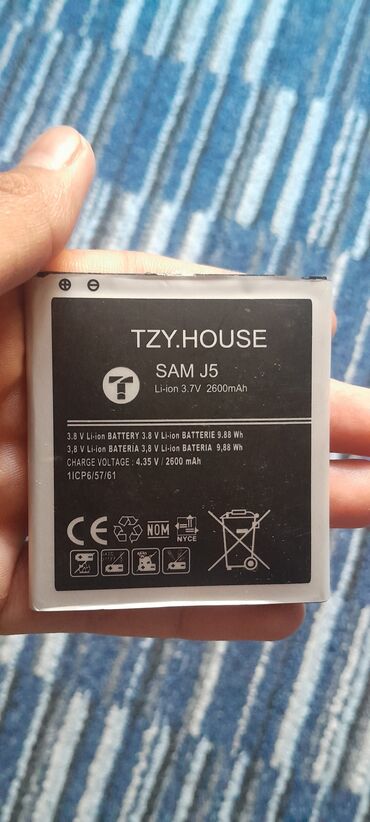 TZY.HOUSE
SAM J5
Li-ion 3.7V 2600mAh
T
3.8 V Li-ion BATTERY 3.8 V Li-ion BATTERIE 9.88 Wh
3,8 V Li-ion BATERIA 3,8 V Li-ion BATERIA 9,88 Wh
CHARGE VOLTAGE : 4.35 V / 2600 mAh
1ICP6/57/61
CE
NOM
NYCE